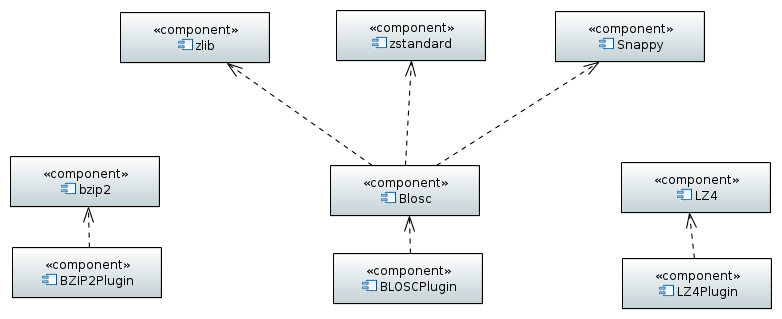 «component»
zlib
«component»
zstandard
«component»
Snappy
«component»
bzip2
«component»
Blosc
«component»
LZ4
«component»
BZIP2Plugin
«component»
BLOSCPlugin
«component»
LZ4Plugin